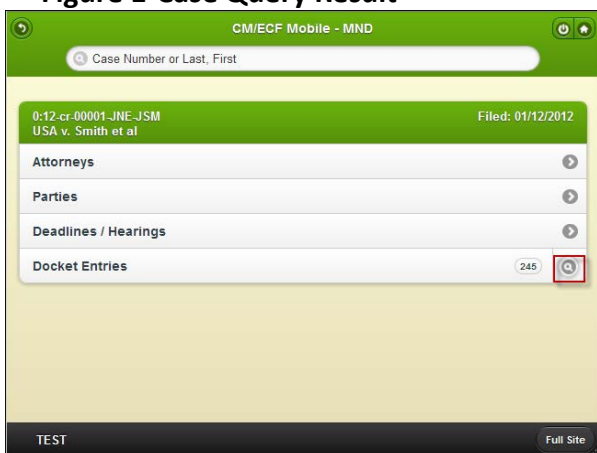 Figure 1 Case Query Result
CM/ECF Mobile - MND
Case Number or Last, First
0:12-cr-00001-JNE-JSM Filed: 01/12/2012
USA v. Smith et al
Attorneys
Parties
Deadlines / Hearings
Docket Entries 245
TEST Full Site